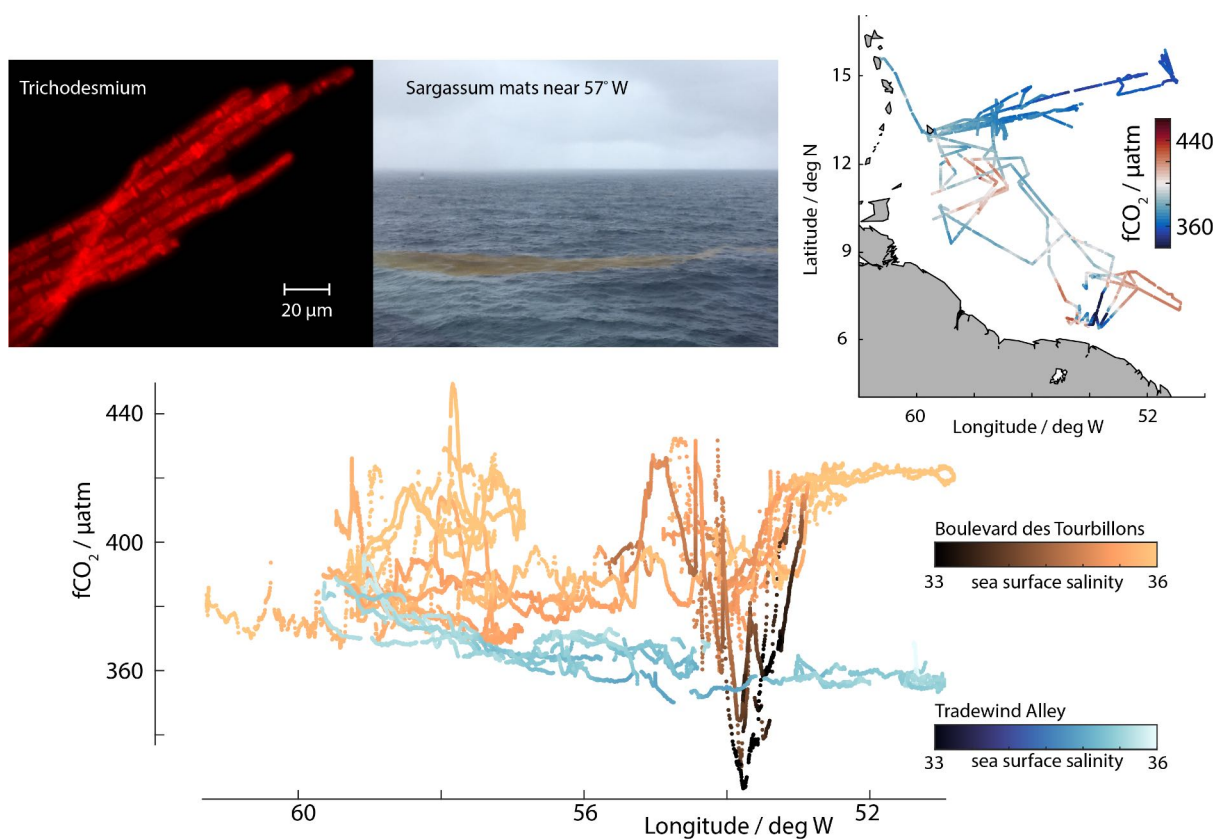 Trichodesmium
20 µm
Sargassum mats near 57° W
15
12
9
6
Latitude / deg N
60
52
Longitude / deg W
440
360
fCO₂ / µatm
440
400
360
fCO₂ / µatm
60
56
52
Longitude / deg W
Boulevard des Tourbillons
33 sea surface salinity 36
Tradewind Alley
33 sea surface salinity 36